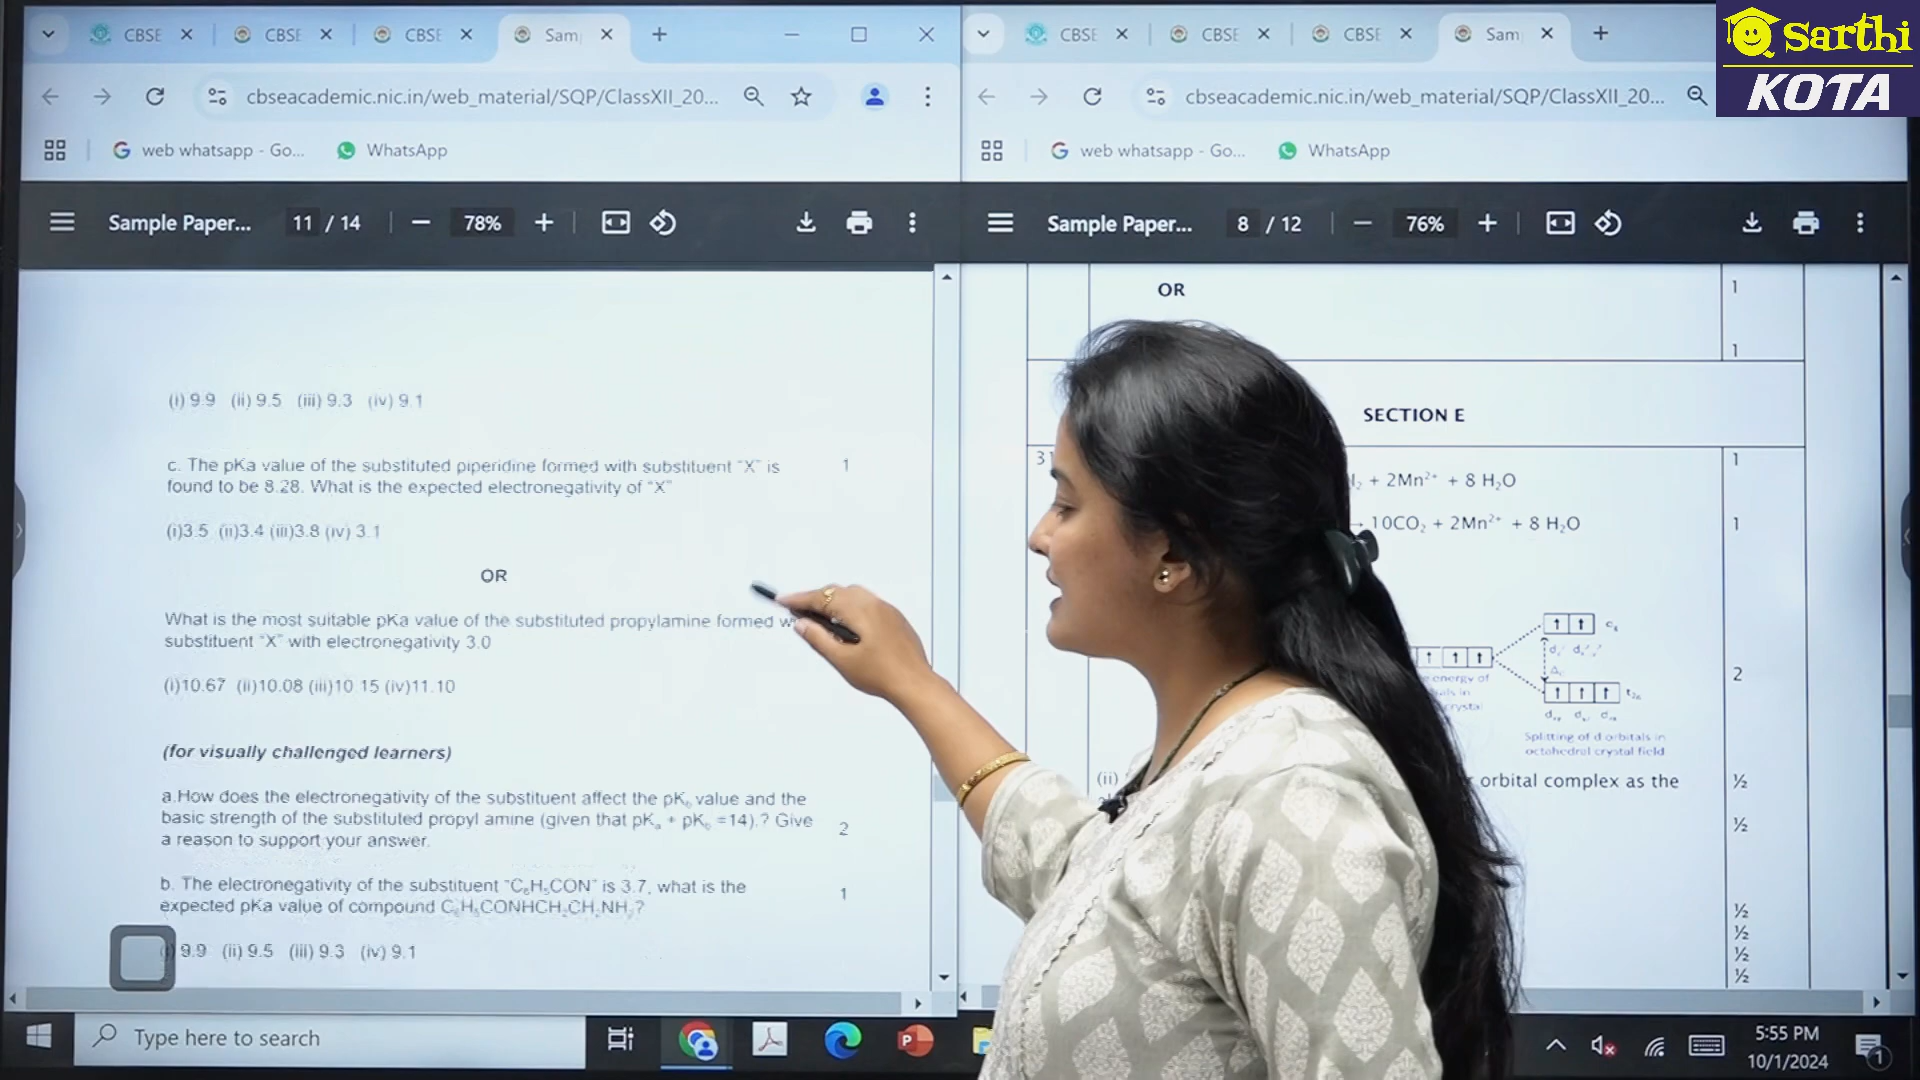 CBSE
CBSE
CBSE
Sam
cbseacademic.nic.in/web_material/SQP/ClassXII_20...
web whatsapp - Go...
WhatsApp
Sample Paper...
11 / 14
78%
(i) 9.9 (ii) 9.5 (iii) 9.3 (iv) 9.1
c. The pKa value of the substituted piperidine formed with substituent "X" is
found to be 8.28. What is the expected electronegativity of "X"
1
(i)3.5 (ii)3.4 (iii)3.8 (iv) 3.1
OR
What is the most suitable pKa value of the substituted propylamine formed
substituent "X" with electronegativity 3.0
(i)10.67 (ii)10.08 (iii)10 15 (iv)11.10
(for visually challenged learners)
a.How does the electronegativity of the substituent affect the pKb value and the
basic strength of the substituted propyl amine (given that pKa + pKb =14).? Give
a reason to support your answer.
2
b. The electronegativity of the substituent "C6H5CON" is 3.7, what is the
expected pKa value of compound C6H5CONHCH2CH2NH2?
1
9.9 (ii) 9.5 (iii) 9.3 (iv) 9.1
CBSE
CBSE
CBSE
Sam
cbseacademic.nic.in/web_material/SQP/ClassXII_20...
web whatsapp - Go...
WhatsApp
Sample Paper...
8 / 12
76%
OR
1
1
SECTION E
31
+ 2Mn²⁺ + 8 H₂O
1
→ 10CO₂ + 2Mn²⁺ + 8 H₂O
1
energy of
in
crystal
2
Splitting of d orbitals in
octahedral crystal field
(ii)
orbital complex as the
½
½
½
½
½
½
Sarthi
KOTA
Type here to search
5:55 PM
10/1/2024
1